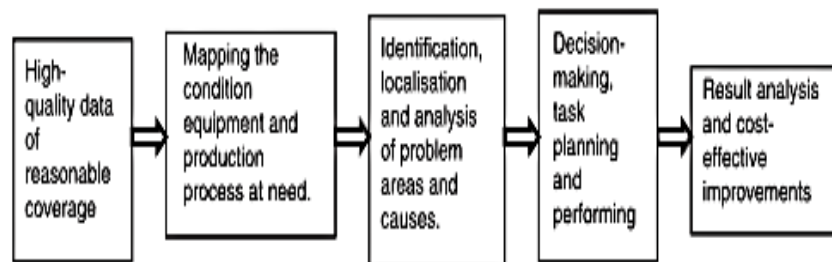 High-
quality data
of
reasonable
coverage
Mapping the
condition
equipment and
production
process at need.
Identification,
localisation
and analysis
of problem
areas and
causes.
Decision-
making,
task
planning
and
performing
Result analysis
and cost-
effective
improvements